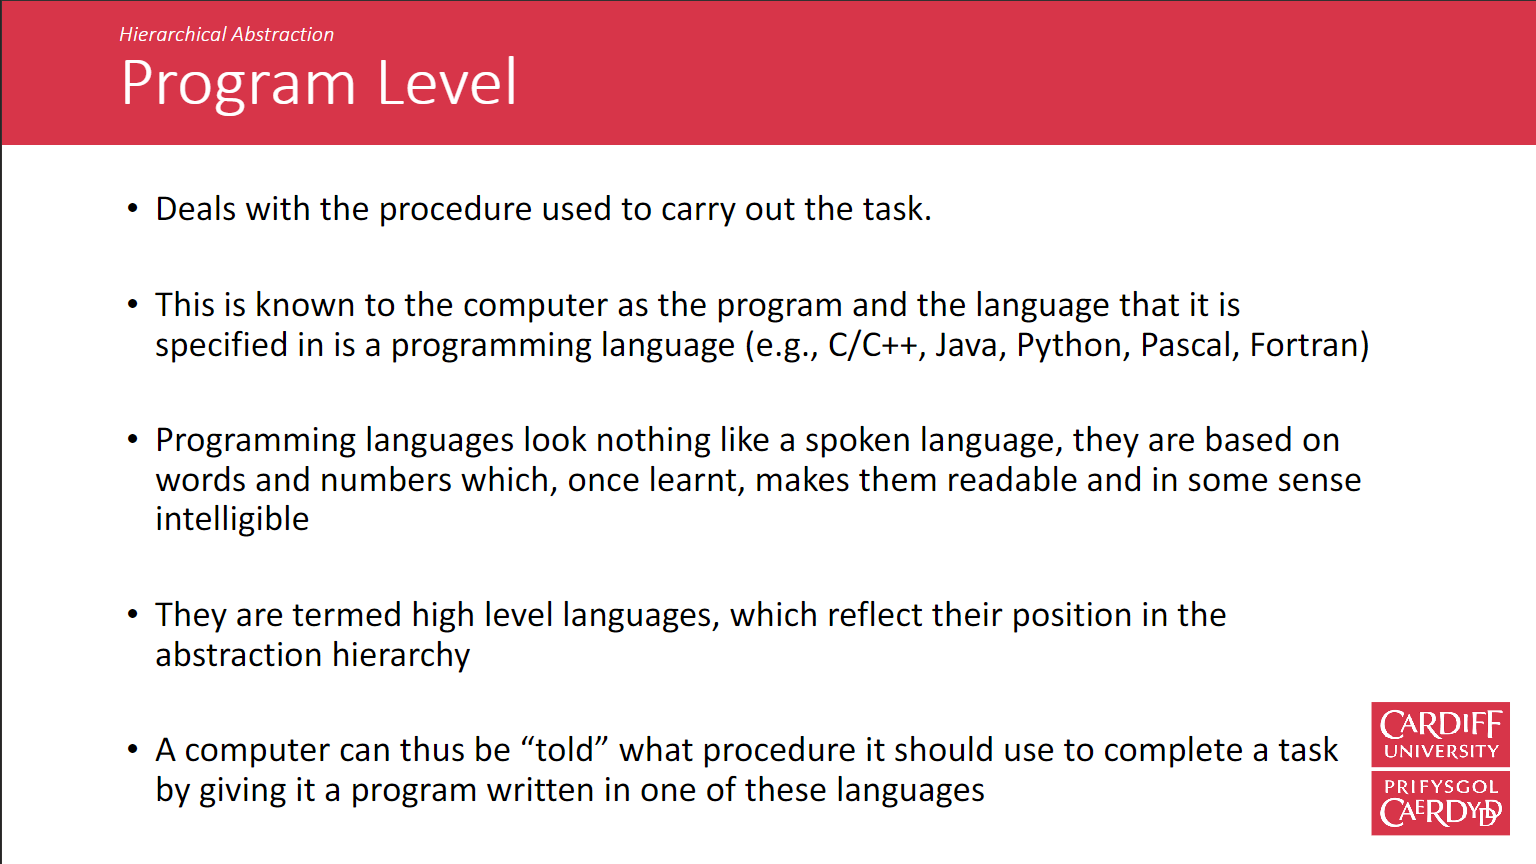 Hierarchical Abstraction
Program Level
• Deals with the procedure used to carry out the task.
• This is known to the computer as the program and the language that it is
specified in is a programming language (e.g., C/C++, Java, Python, Pascal, Fortran)
• Programming languages look nothing like a spoken language, they are based on
words and numbers which, once learnt, makes them readable and in some sense
intelligible
• They are termed high level languages, which reflect their position in the
abstraction hierarchy
• A computer can thus be “told” what procedure it should use to complete a task
by giving it a program written in one of these languages
CARDIFF
UNIVERSITY
PRIFYSGOL
CAERDYDD